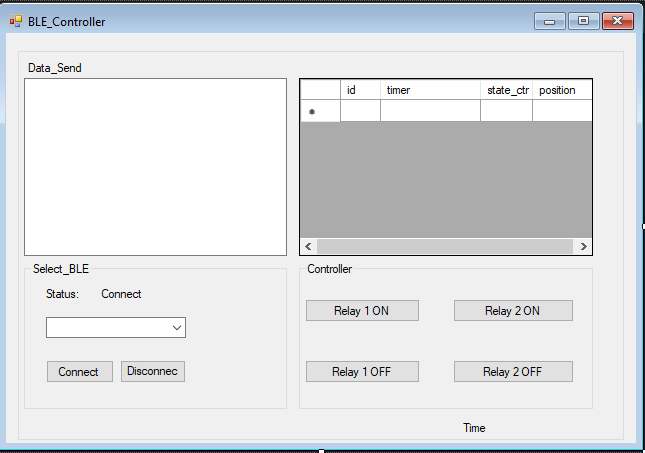 BLE_Controller
Data_Send
id timer state_ctr position
Select_BLE
Status: Connect
Connect Disconnec
Controller
Relay 1 ON Relay 2 ON
Relay 1 OFF Relay 2 OFF
Time